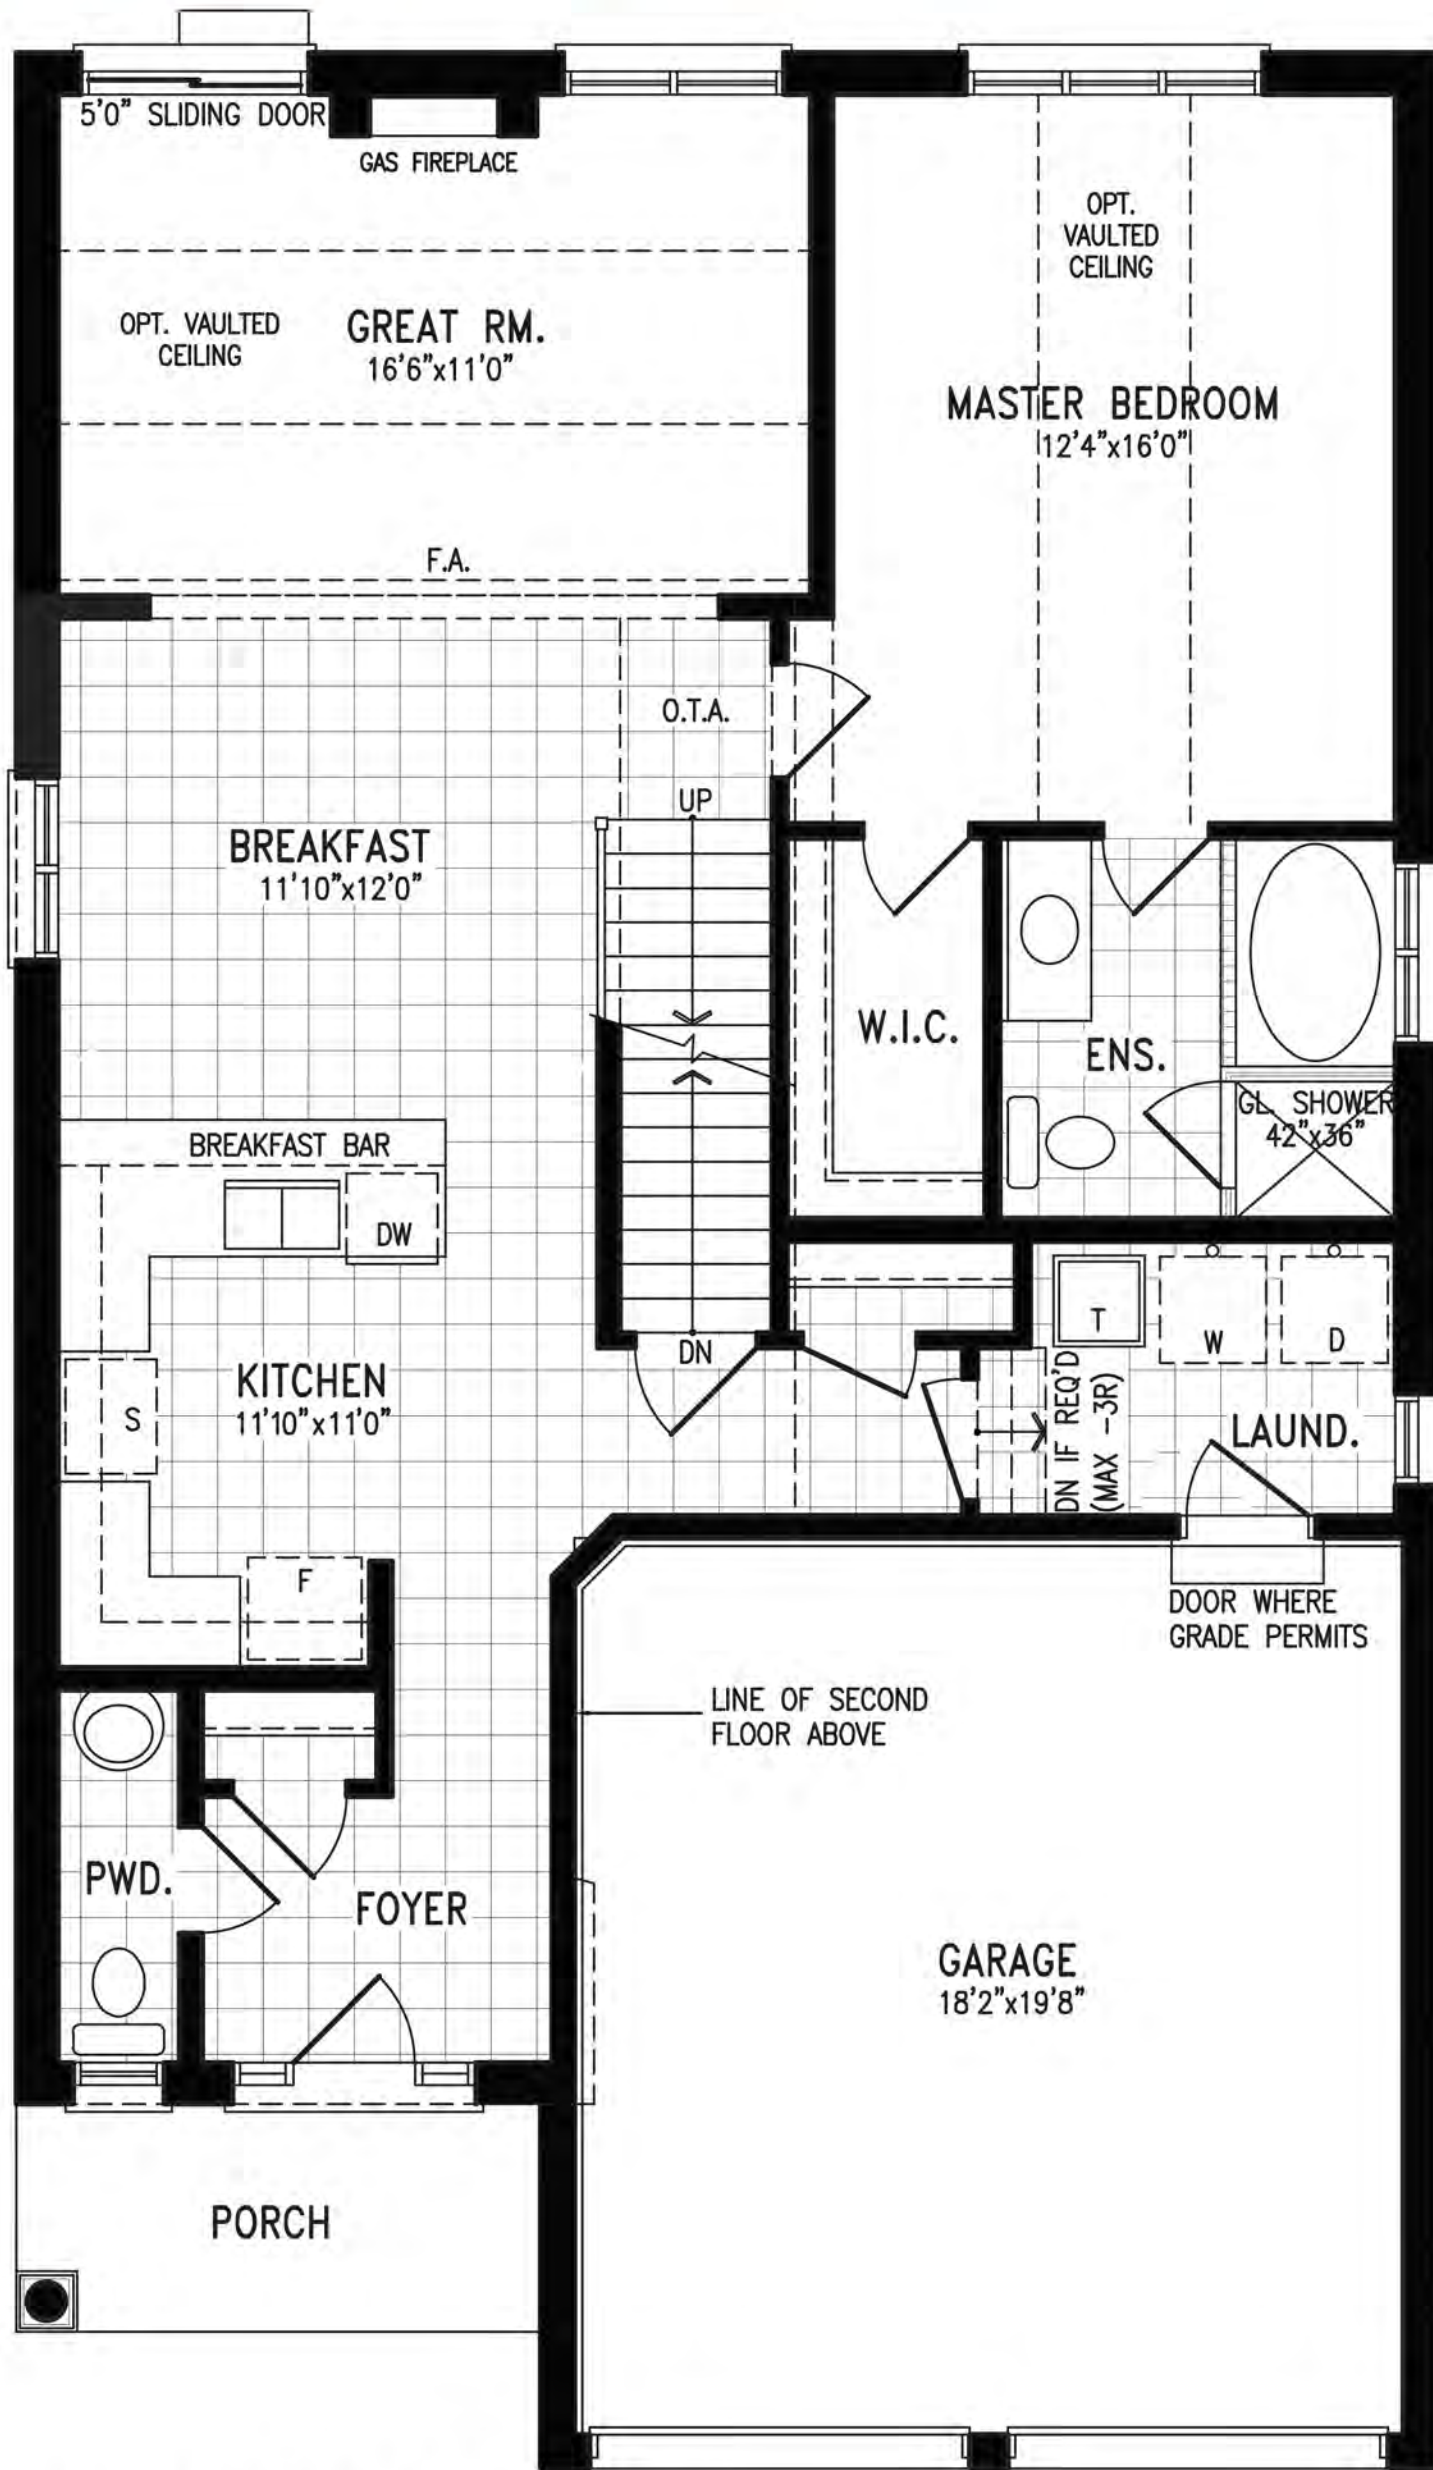 5'0" SLIDING DOOR
GAS FIREPLACE
OPT.
VAULTED
CEILING
OPT. VAULTED
CEILING
GREAT RM.
16'6"x11'0"
MASTER BEDROOM
12'4"x16'0"
F.A.
O.T.A.
UP
BREAKFAST
11'10"x12'0"
W.I.C.
ENS.
GL. SHOWER
42"x36"
BREAKFAST BAR
DW
DN
T
W
D
KITCHEN
11'10"x11'0"
S
DN IF REQ'D
(MAX -3R)
LAUND.
F
DOOR WHERE
GRADE PERMITS
LINE OF SECOND
FLOOR ABOVE
PWD.
FOYER
GARAGE
18'2"x19'8"
PORCH